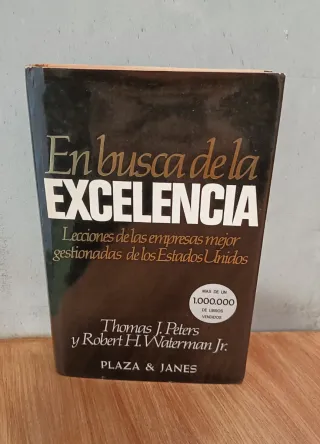 En busca de la
EXCELENCIA
Lecciones de las empresas mejor
gestionadas de los Estados Unidos
MAS DE UN
1.000.000
DE LIBROS
VENDIDOS
Thomas J. Peters
y Robert H. Waterman Jr.
PLAZA & JANES